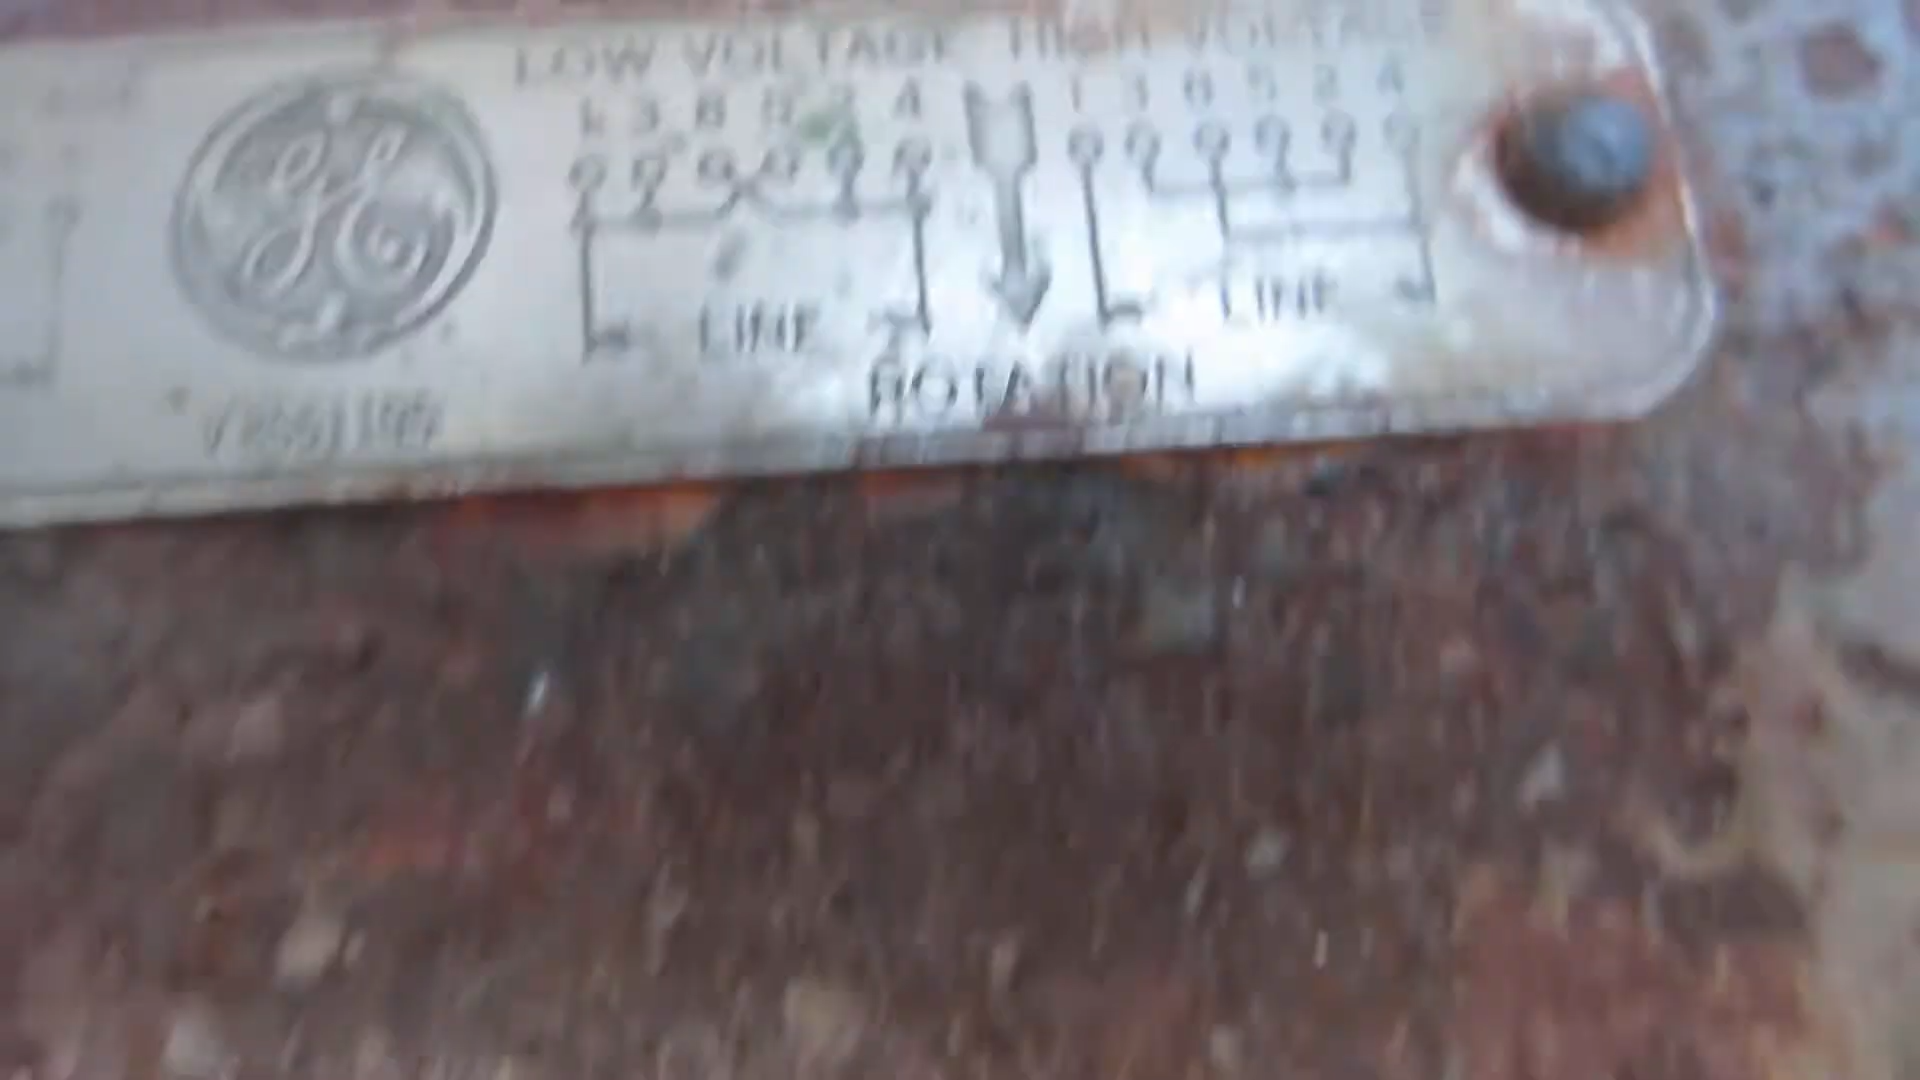 LOW VOLTAGE HIGH VOLTAGE
1 3 8 5 2 4 1 3 8 5 2 4
LINE LINE
ROTATION
GE